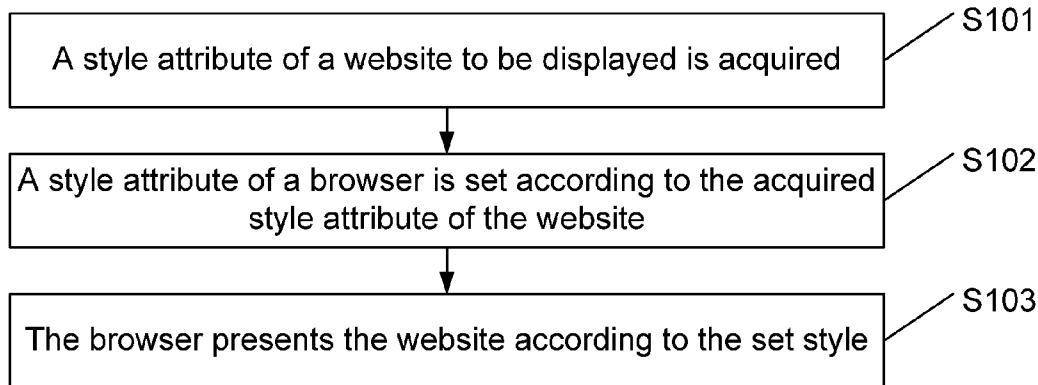 S101
A style attribute of a website to be displayed is acquired
S102
A style attribute of a browser is set according to the acquired
style attribute of the website
S103
The browser presents the website according to the set style